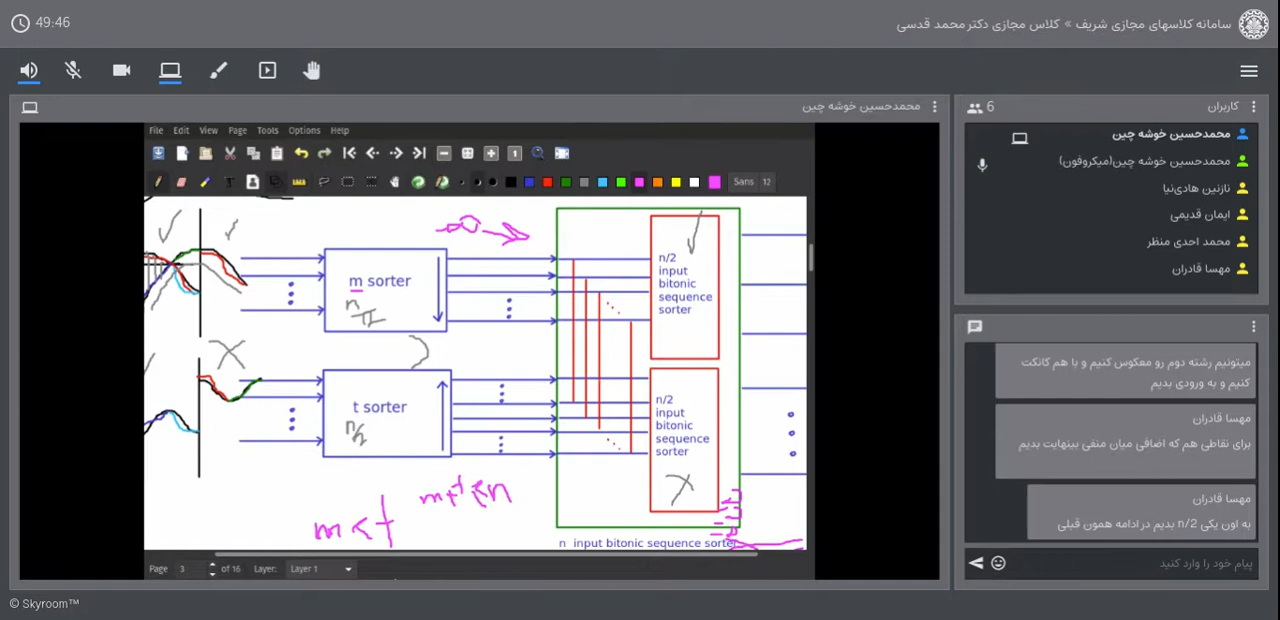 49:46
سامانه کلاسهای مجازی شریف » کلاس مجازی دکتر محمد قدسی
محمدحسین خوشه چین
File Edit View Page Tools Options Help
Sans 12
m sorter
t sorter
n/2
n/2
input
bitonic
sequence
sorter
n/2
input
bitonic
sequence
sorter
-∞
m+t≤n
m<t
n input bitonic sequence sorter
Page 3 of 16 Layer: Layer 1
6
کاربران
محمدحسین خوشه چین
محمدحسین خوشه چین(میکروفون)
نازنین هادی‌نیا
ایمان قدیمی
محمد احدی منظر
مهسا قادران
میتونیم رشته دوم رو معکوس کنیم و با هم کانکت
کنیم و به ورودی بدیم
مهسا قادران
برای نقاطی هم که اضافی میان منفی بینهایت بدیم
مهسا قادران
به اون یکی n/2 بدیم در ادامه همون قبلی
پیام خود را وارد کنید
© Skyroom™